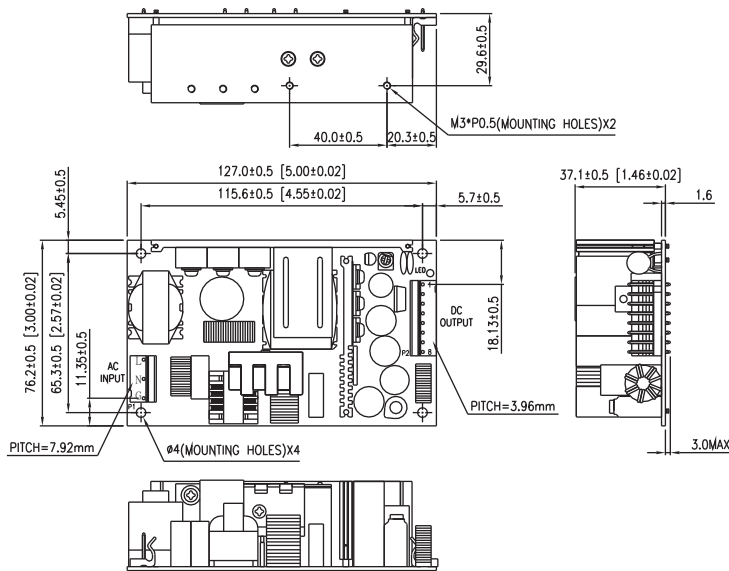 29.6±0.5
M3*P0.5(MOUNTING HOLES)X2
40.0±0.5
20.3±0.5
127.0±0.5 [5.00±0.02]
37.1±0.5 [1.46±0.02]
115.6±0.5 [4.55±0.02]
5.7±0.5
1.6
5.45±0.5
76.2±0.5 [3.00±0.02]
65.3±0.5 [2.57±0.02]
11.35±0.5
LED
1
DC
OUTPUT
18.13±0.5
AC
INPUT
L
N
G
P1
P2
8
PITCH=3.96mm
PITCH=7.92mm
ø4(MOUNTING HOLES)X4
3.0MAX